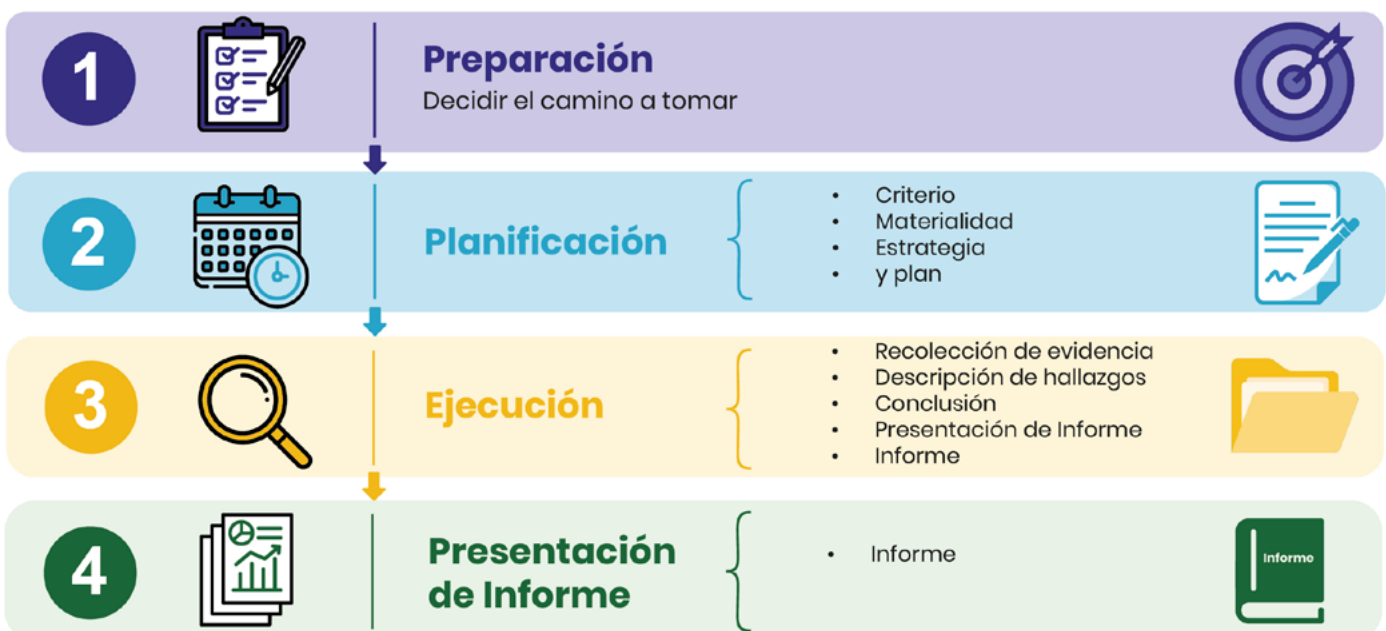 1
Preparación
Decidir el camino a tomar
2
Planificación
• Criterio
• Materialidad
• Estrategia
• y plan
3
Ejecución
• Recolección de evidencia
• Descripción de hallazgos
• Conclusión
• Presentación de Informe
• Informe
4
Presentación
de Informe
• Informe
Informe